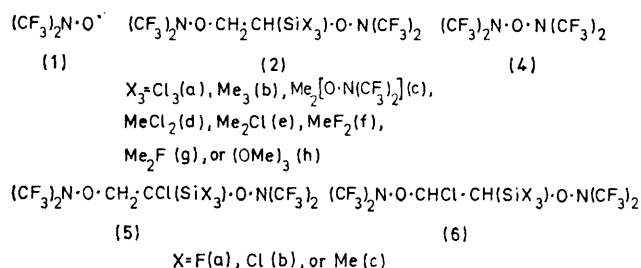 (CF₃)₂N·O˙ (CF₃)₂N·O·CH₂·CH(SiX₃)·O·N(CF₃)₂ (CF₃)₂N·O·N(CF₃)₂
(1) (2) (4)
X₃=Cl₃(a), Me₃(b), Me₂[O·N(CF₃)₂](c),
MeCl₂(d), Me₂Cl(e), MeF₂(f),
Me₂F(g), or (OMe)₃(h)
(CF₃)₂N·O·CH₂·CCl(SiX₃)·O·N(CF₃)₂ (CF₃)₂N·O·CHCl·CH(SiX₃)·O·N(CF₃)₂
(5) (6)
X=F(a), Cl(b), or Me(c)